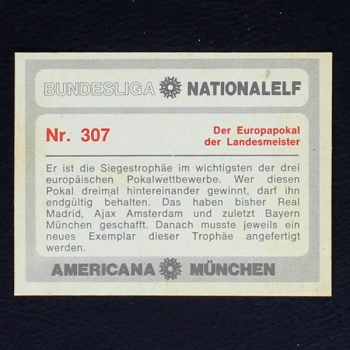 BUNDESLIGA NATIONALELF
Nr. 307
Der Europapokal
der Landesmeister
Er ist die Siegestrophäe im wichtigsten der drei
europäischen Pokalwettbewerbe. Wer diesen
Pokal dreimal hintereinander gewinnt, darf ihn
endgültig behalten. Das haben bisher Real
Madrid, Ajax Amsterdam und zuletzt Bayern
München geschafft. Danach musste jeweils ein
neues Exemplar dieser Trophäe angefertigt
werden.
AMERICANA MÜNCHEN